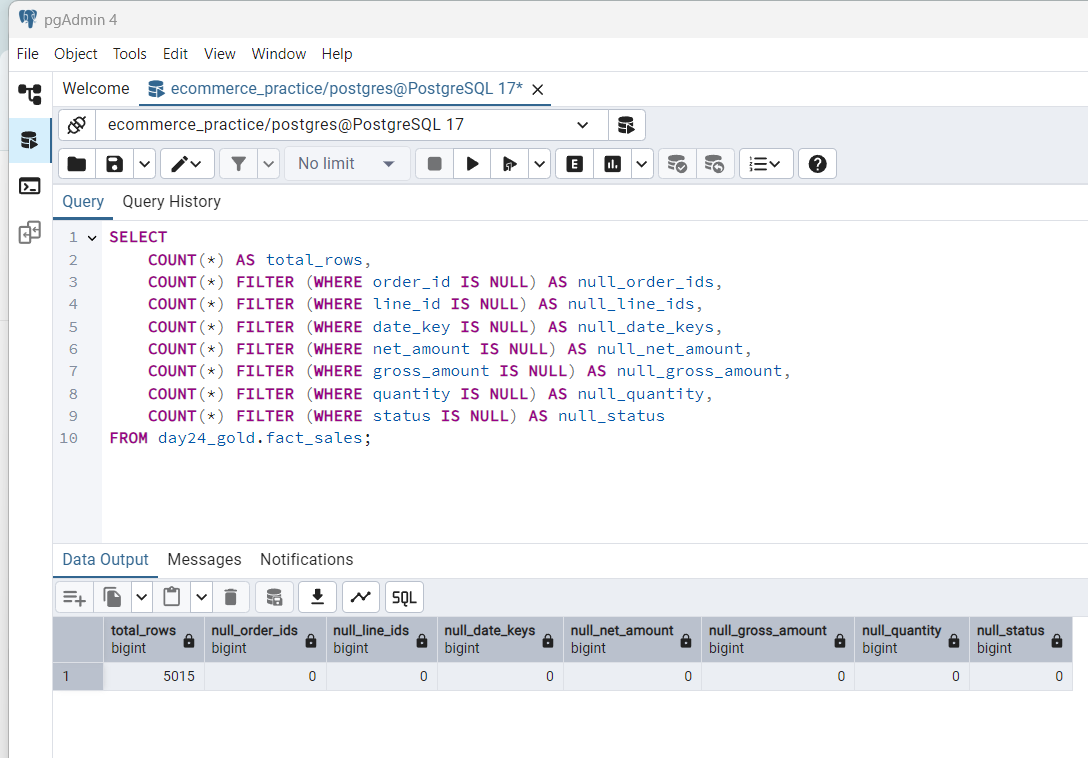 pgAdmin 4
File Object Tools Edit View Window Help
Welcome ecommerce_practice/postgres@PostgreSQL 17*
ecommerce_practice/postgres@PostgreSQL 17
No limit E
Query Query History
1 SELECT
2 COUNT(*) AS total_rows,
3 COUNT(*) FILTER (WHERE order_id IS NULL) AS null_order_ids,
4 COUNT(*) FILTER (WHERE line_id IS NULL) AS null_line_ids,
5 COUNT(*) FILTER (WHERE date_key IS NULL) AS null_date_keys,
6 COUNT(*) FILTER (WHERE net_amount IS NULL) AS null_net_amount,
7 COUNT(*) FILTER (WHERE gross_amount IS NULL) AS null_gross_amount,
8 COUNT(*) FILTER (WHERE quantity IS NULL) AS null_quantity,
9 COUNT(*) FILTER (WHERE status IS NULL) AS null_status
10 FROM day24_gold.fact_sales;
Data Output Messages Notifications
SQL
total_rows null_order_ids null_line_ids null_date_keys null_net_amount null_gross_amount null_quantity null_status
bigint bigint bigint bigint bigint bigint bigint bigint
1 5015 0 0 0 0 0 0 0